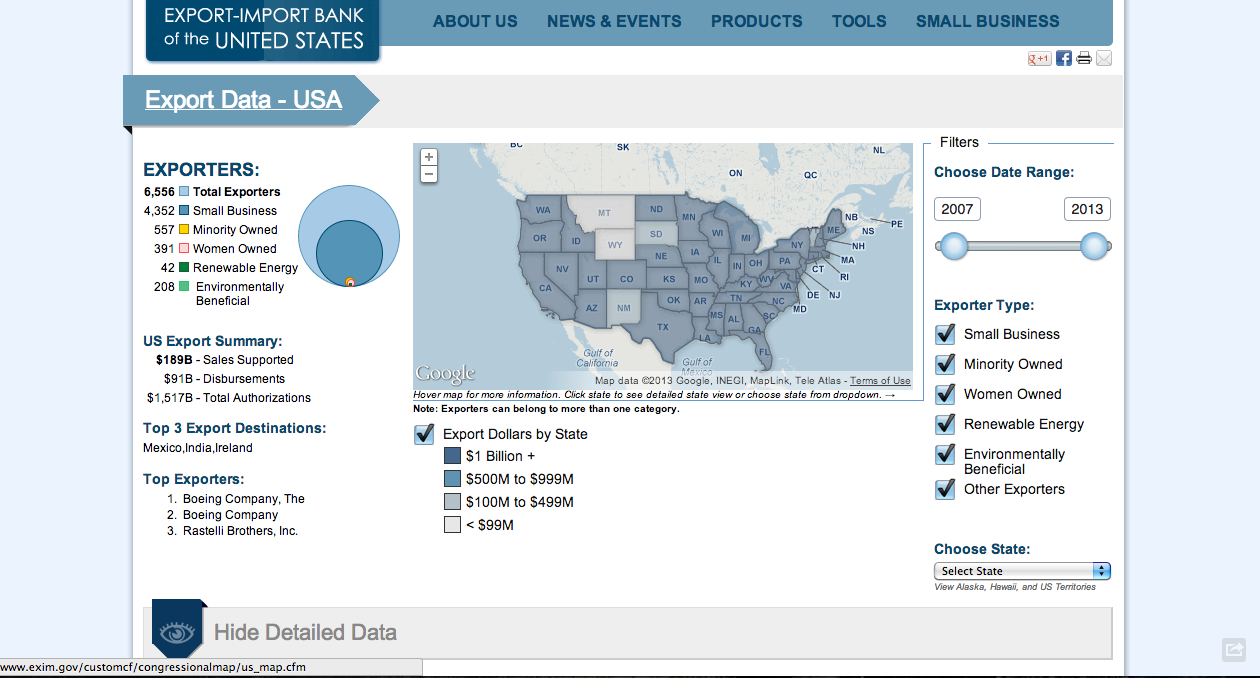 EXPORT-IMPORT BANK
of the UNITED STATES
ABOUT US NEWS & EVENTS PRODUCTS TOOLS SMALL BUSINESS
+1
Export Data - USA
EXPORTERS:
6,556 Total Exporters
4,352 Small Business
557 Minority Owned
391 Women Owned
42 Renewable Energy
208 Environmentally
Beneficial
US Export Summary:
$189B - Sales Supported
$91B - Disbursements
$1,517B - Total Authorizations
Top 3 Export Destinations:
Mexico,India,Ireland
Top Exporters:
1. Boeing Company, The
2. Boeing Company
3. Rastelli Brothers, Inc.
+
−
BC SK NL
ON QC
WA MT ND MN NB PE
OR ID WY SD WI MI VT ME NS
NY NH
NV UT CO NE IA IL IN OH PA MA
CA KS MO KY WV VA CT RI
AZ NM OK AR TN NC DE NJ
TX MS AL SC MD
LA GA
FL
Gulf of
California
Gulf of
Mexico
Google
Map data ©2013 Google, INEGI, MapLink, Tele Atlas - Terms of Use
Hover map for more information. Click state to see detailed state view or choose state from dropdown. →
Note: Exporters can belong to more than one category.
Export Dollars by State
$1 Billion +
$500M to $999M
$100M to $499M
< $99M
Filters
Choose Date Range:
2007 2013
Exporter Type:
Small Business
Minority Owned
Women Owned
Renewable Energy
Environmentally
Beneficial
Other Exporters
Choose State:
Select State
View Alaska, Hawaii, and US Territories
Hide Detailed Data
www.exim.gov/customcf/congressionalmap/us_map.cfm